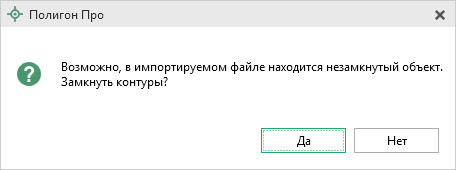 Полигон Про
Возможно, в импортируемом файле находится незамкнутый объект.
Замкнуть контуры?
Да
Нет